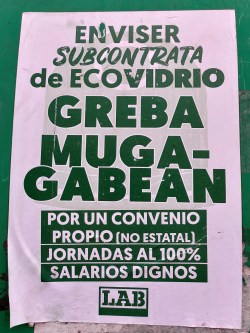 ENVISER
SUBCONTRATA
de ECOVIDRIO
GREBA
MUGA-
GABEAN
POR UN CONVENIO
PROPIO (NO ESTATAL)
JORNADAS AL 100%
SALARIOS DIGNOS
LAB